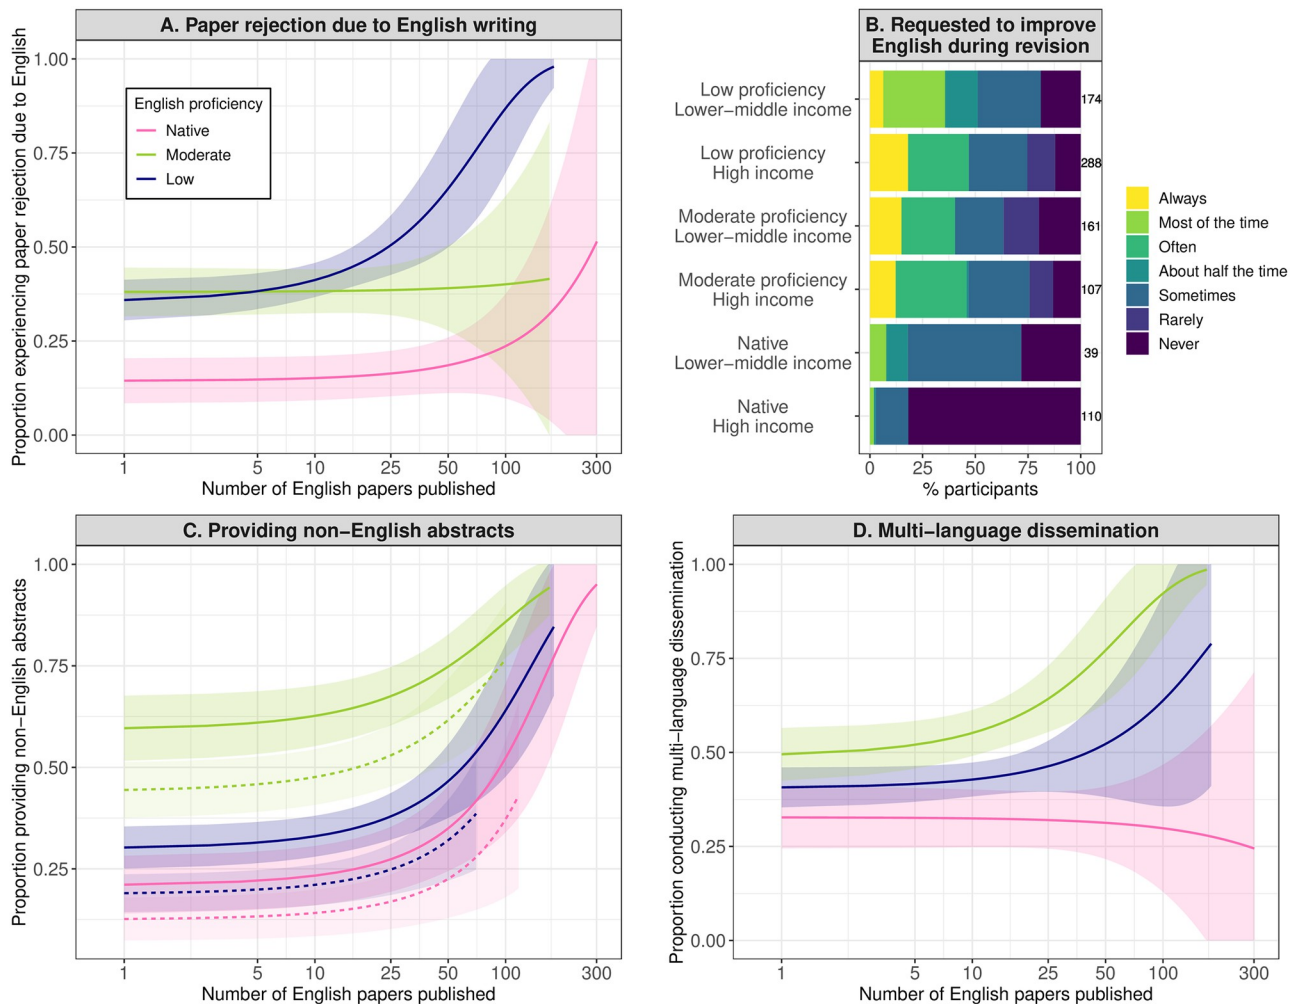 A. Paper rejection due to English writing
Proportion experiencing paper rejection due to English
1.00
0.75
0.50
0.25
0.00
English proficiency
Native
Moderate
Low
1 5 10 25 50 100 300
Number of English papers published
B. Requested to improve
English during revision
Low proficiency
Lower−middle income
174
Low proficiency
High income
288
Moderate proficiency
Lower−middle income
161
Moderate proficiency
High income
107
Native
Lower−middle income
39
Native
High income
110
0 25 50 75 100
% participants
Always
Most of the time
Often
About half the time
Sometimes
Rarely
Never
C. Providing non−English abstracts
Proportion providing non−English abstracts
1.00
0.75
0.50
0.25
1 5 10 25 50 100 300
Number of English papers published
D. Multi−language dissemination
Proportion conducting multi−language dissemination
1.00
0.75
0.50
0.25
0.00
1 5 10 25 50 100 300
Number of English papers published